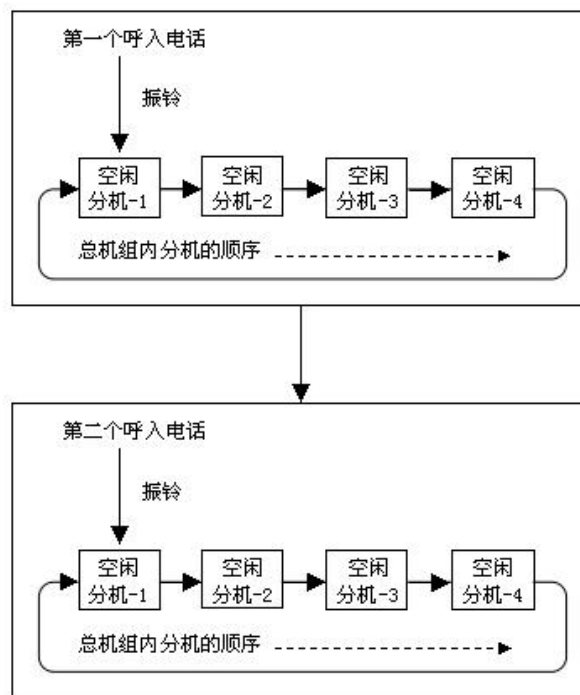 第一个呼入电话
振铃
空闲 空闲 空闲 空闲
分机-1 分机-2 分机-3 分机-4
总机组内分机的顺序
第二个呼入电话
振铃
空闲 空闲 空闲 空闲
分机-1 分机-2 分机-3 分机-4
总机组内分机的顺序